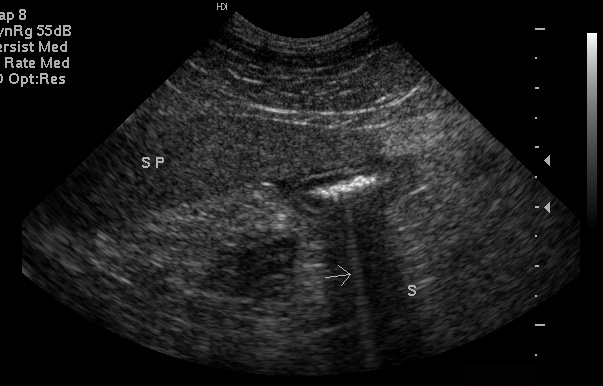 HDI
ap 8
ynRg 55dB
ersist Med
Rate Med
D Opt:Res
S P
S